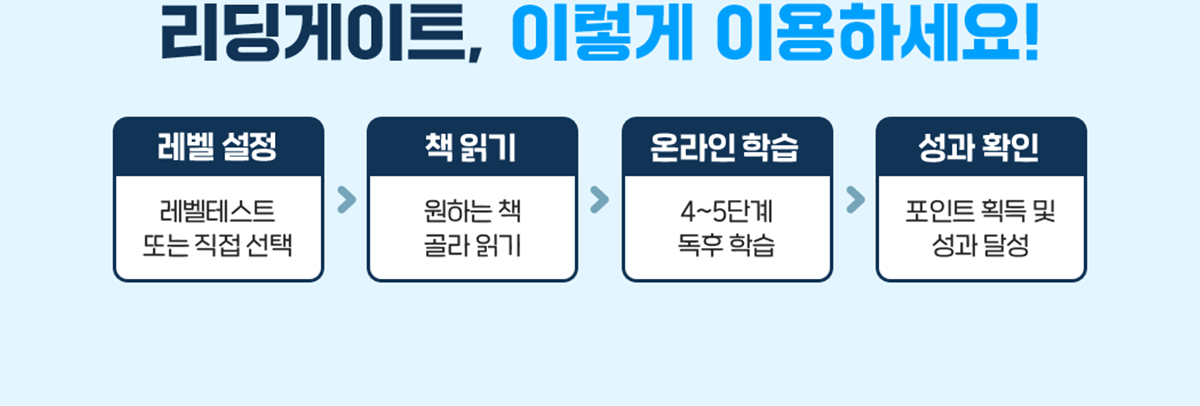 리딩게이트, 이렇게 이용하세요!
레벨 설정
레벨테스트
또는 직접 선택
책 읽기
원하는 책
골라 읽기
온라인 학습
4~5단계
독후 학습
성과 확인
포인트 획득 및
성과 달성